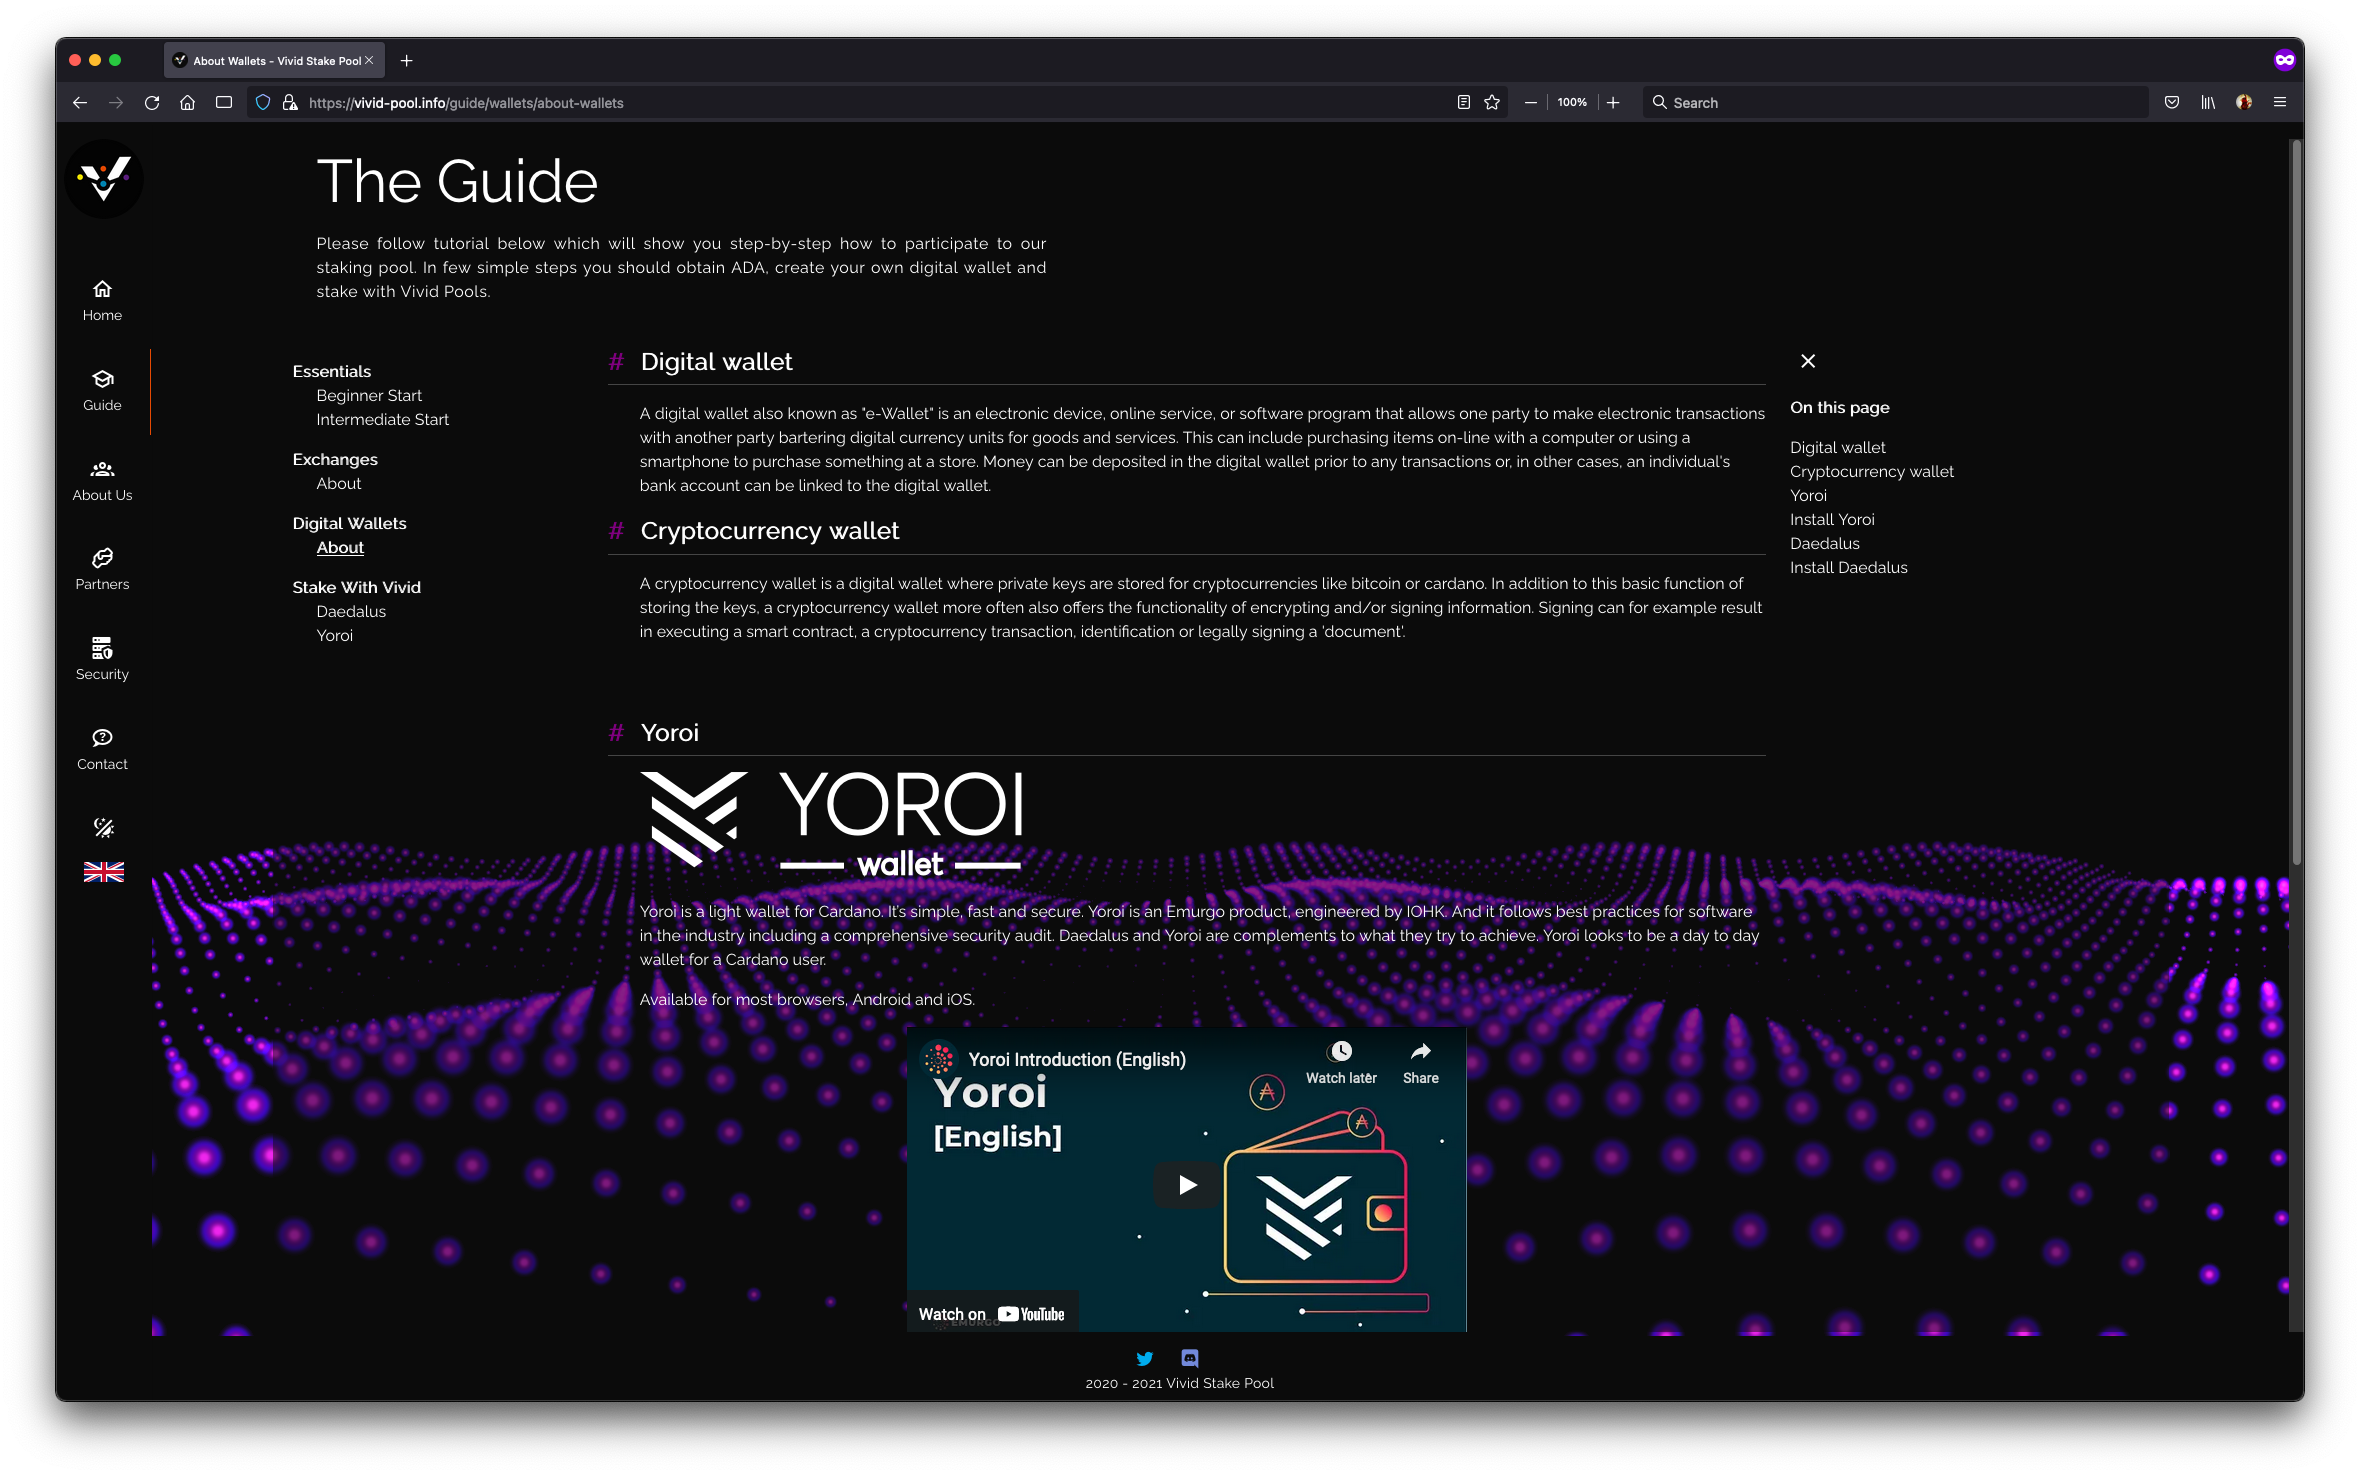 About Wallets - Vivid Stake Pool
https://vivid-pool.info/guide/wallets/about-wallets
100%
Search
The Guide
Please follow tutorial below which will show you step-by-step how to participate to our
staking pool. In few simple steps you should obtain ADA, create your own digital wallet and
stake with Vivid Pools.
Home
Guide
About Us
Partners
Security
Contact
Essentials
Beginner Start
Intermediate Start
Exchanges
About
Digital Wallets
About
Stake With Vivid
Daedalus
Yoroi
# Digital wallet
A digital wallet also known as "e-Wallet" is an electronic device, online service, or software program that allows one party to make electronic transactions
with another party bartering digital currency units for goods and services. This can include purchasing items on-line with a computer or using a
smartphone to purchase something at a store. Money can be deposited in the digital wallet prior to any transactions or, in other cases, an individual's
bank account can be linked to the digital wallet.
# Cryptocurrency wallet
A cryptocurrency wallet is a digital wallet where private keys are stored for cryptocurrencies like bitcoin or cardano. In addition to this basic function of
storing the keys, a cryptocurrency wallet more often also offers the functionality of encrypting and/or signing information. Signing can for example result
in executing a smart contract, a cryptocurrency transaction, identification or legally signing a 'document'.
# Yoroi
YOROI
wallet
Yoroi is a light wallet for Cardano. It's simple, fast and secure. Yoroi is an Emurgo product, engineered by IOHK. And it follows best practices for software
in the industry including a comprehensive security audit. Daedalus and Yoroi are complements to what they try to achieve. Yoroi looks to be a day to day
wallet for a Cardano user.
Available for most browsers, Android and iOS.
Yoroi Introduction (English)
Watch later
Share
Yoroi
[English]
Watch on YouTube
EMURGO
On this page
Digital wallet
Cryptocurrency wallet
Yoroi
Install Yoroi
Daedalus
Install Daedalus
2020 - 2021 Vivid Stake Pool